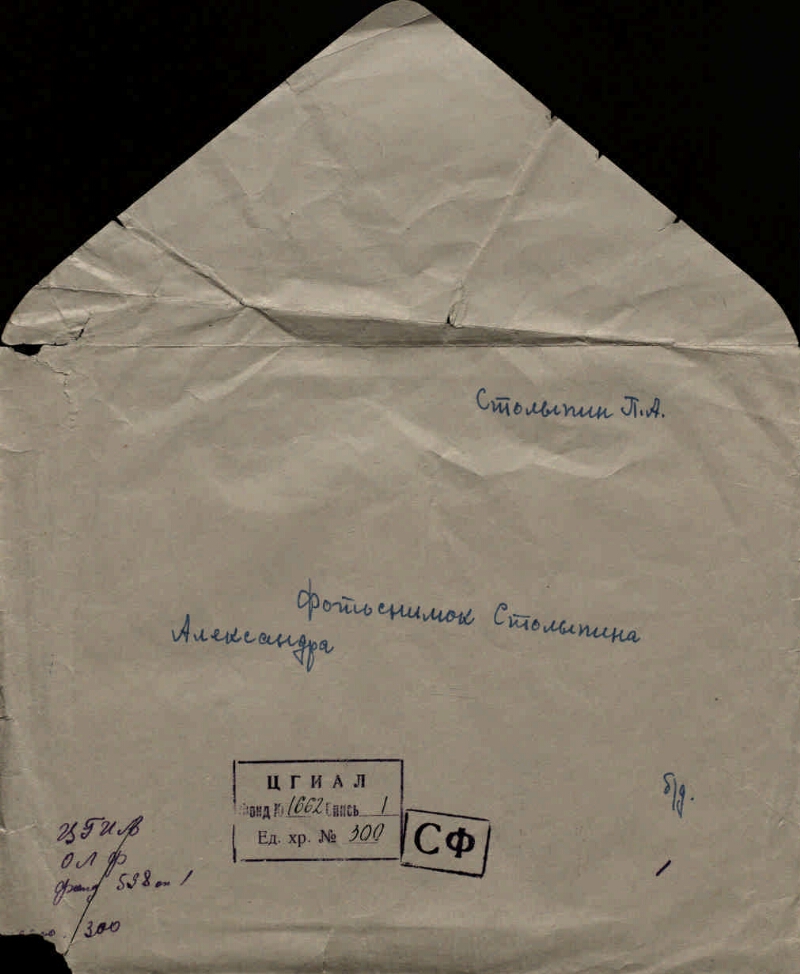 Столыпин П.А.
Фотоснимок Столыпина
Александра
ЦГИАЛ
Фонд № 1662 Опись 1
Ед. хр. № 300
СФ
б/д.
ЦГИА
ОЛФ
фонд 538 оп 1
300